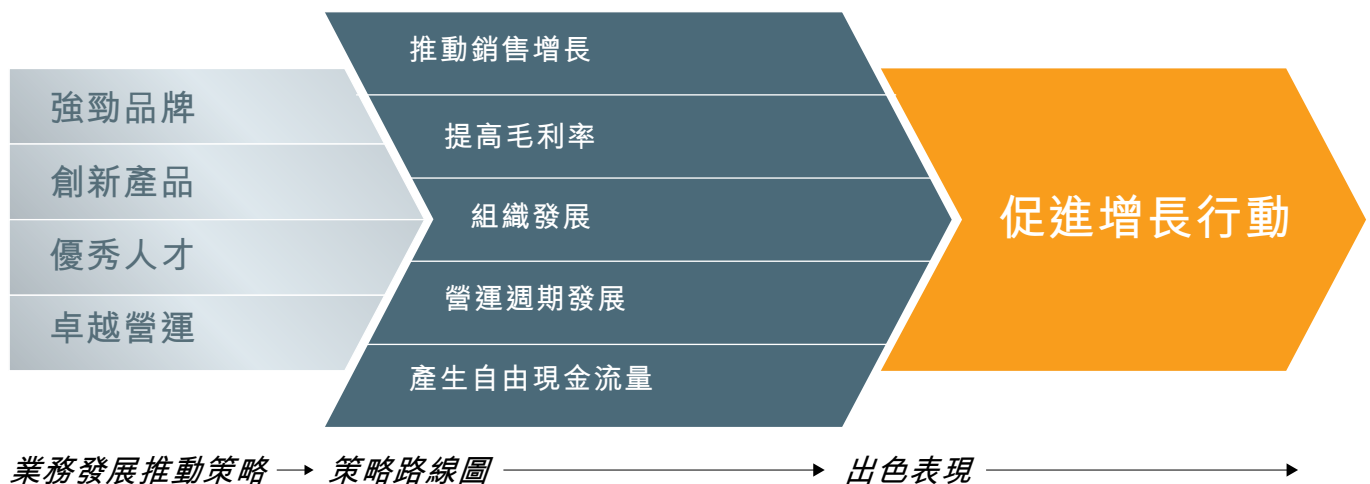 強勁品牌
創新產品
優秀人才
卓越營運
推動銷售增長
提高毛利率
組織發展
營運週期發展
產生自由現金流量
促進增長行動
業務發展推動策略
策略路線圖
出色表現